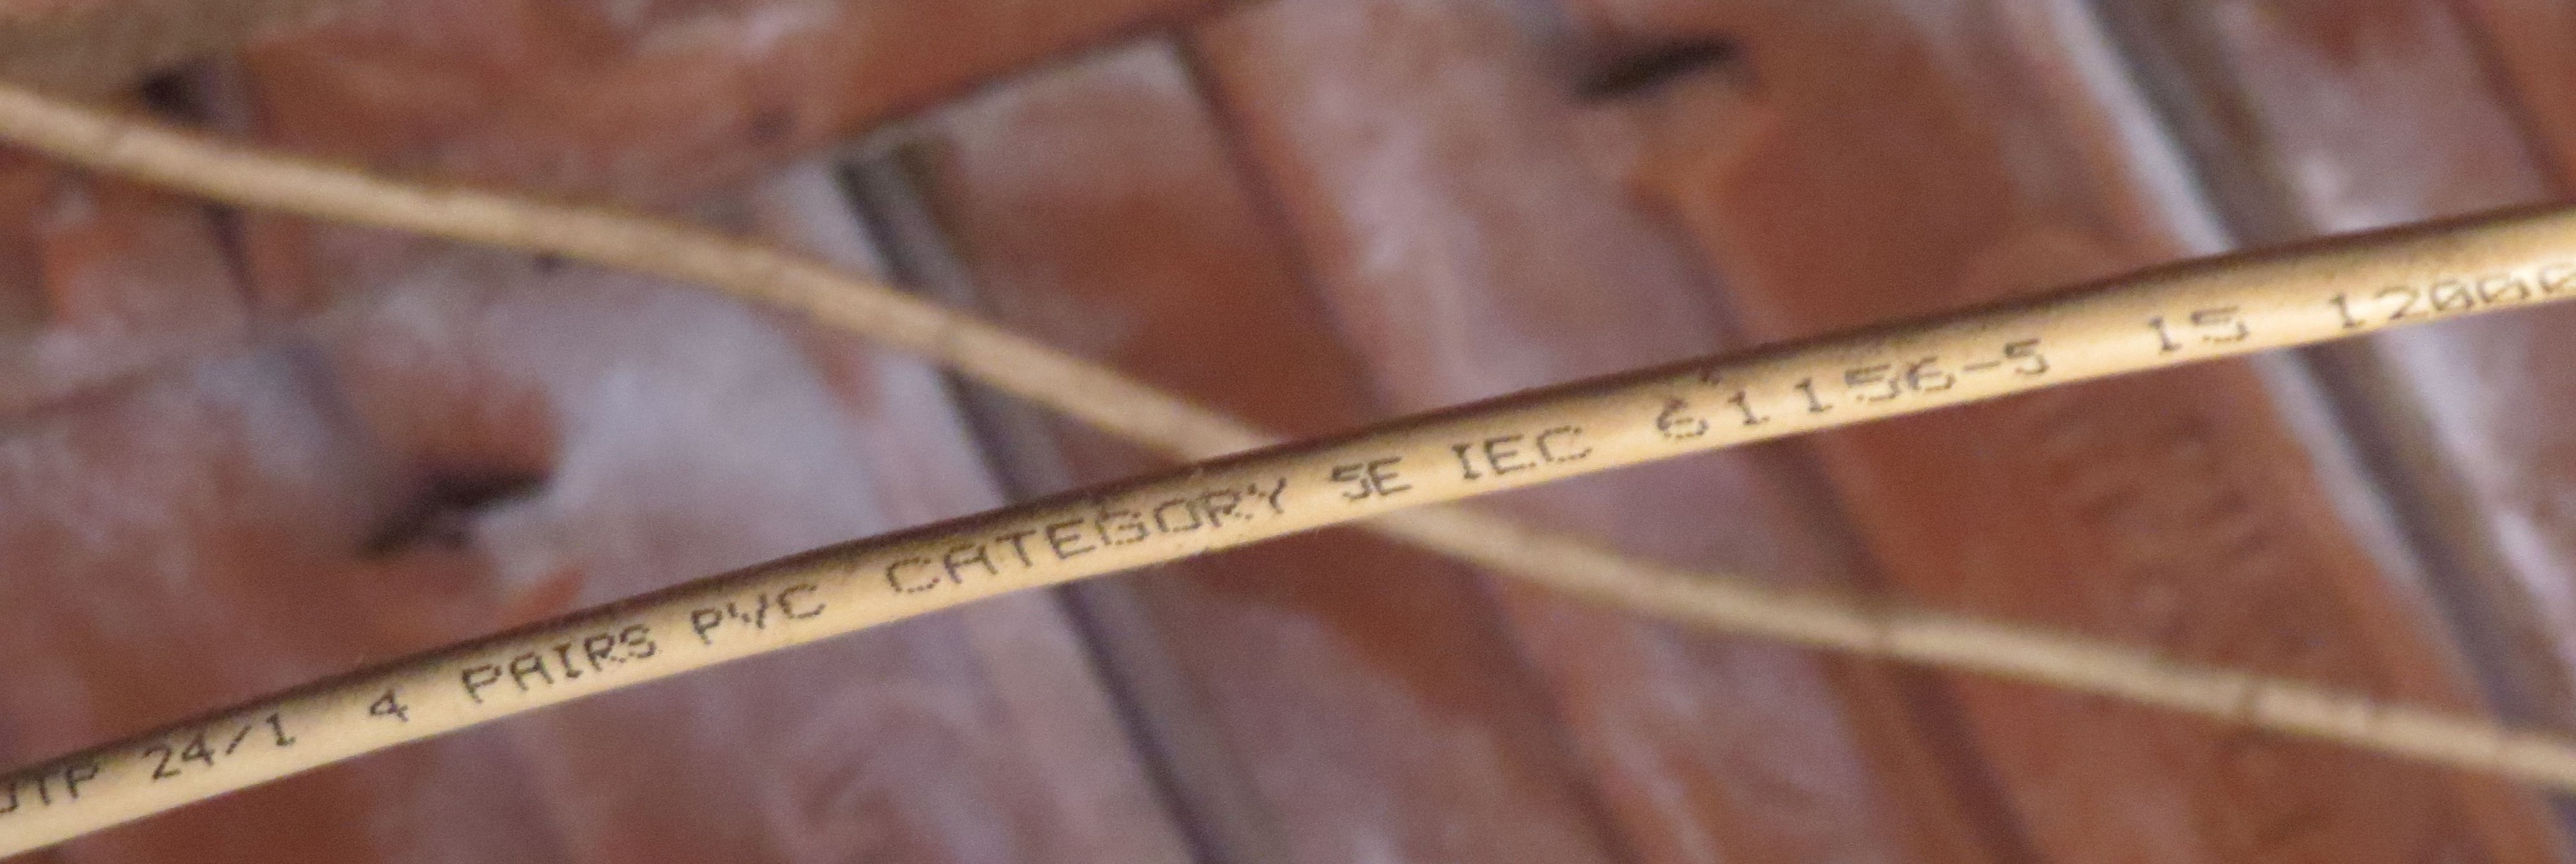 UTP 24/1 4 PAIRS PVC CATEGORY 5E IEC 61156-5 15